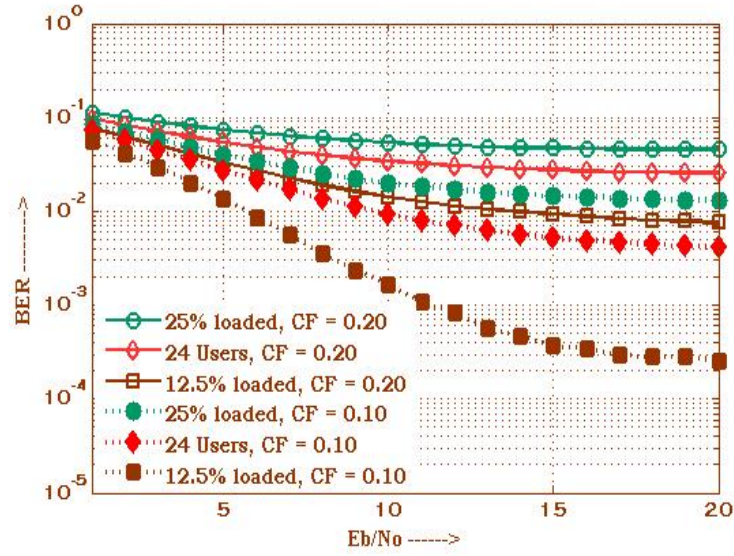 10^0
10^-1
10^-2
10^-3
10^-4
10^-5
BER ------->
25% loaded, CF = 0.20
24 Users, CF = 0.20
12.5% loaded, CF = 0.20
25% loaded, CF = 0.10
24 Users, CF = 0.10
12.5% loaded, CF = 0.10
5 10 15 20
Eb/No ------>